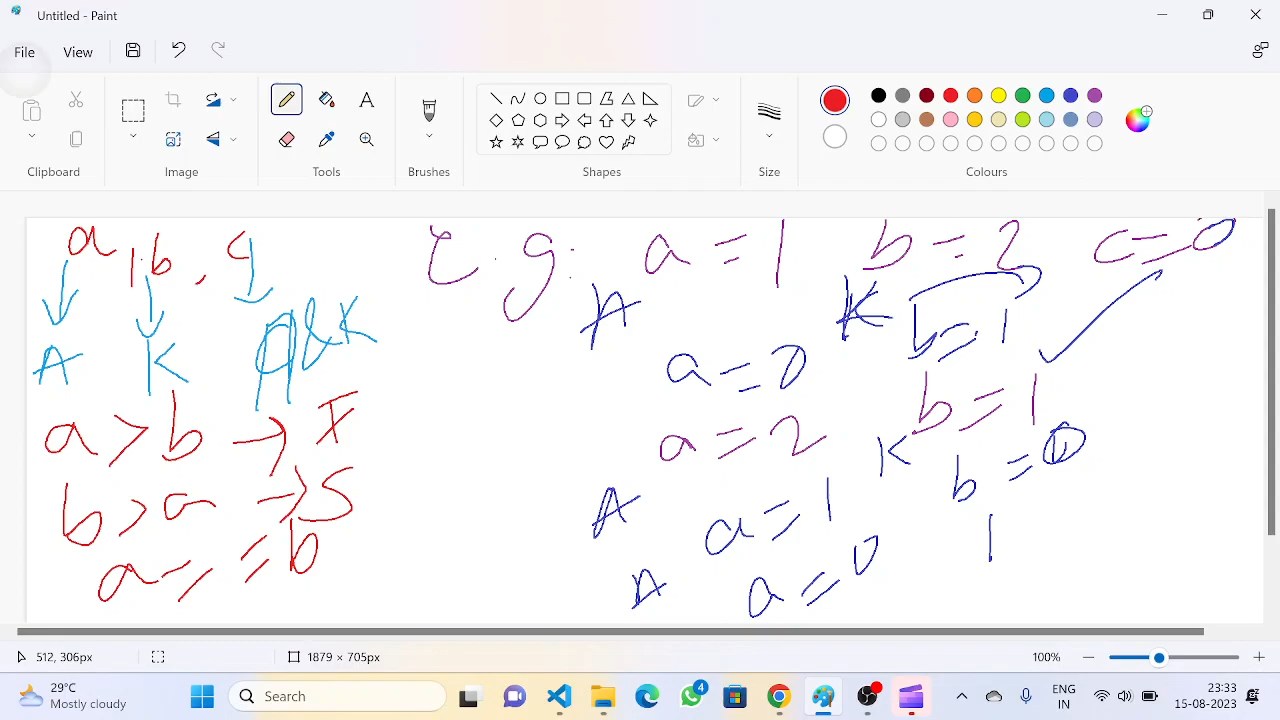 Untitled - Paint
File View
Clipboard Image Tools Brushes Shapes Size Colours
a, b, c
E.g: a = 1 b = 2 c = 0
A K b = 1
A K A&K
a = 0
a > b → F
b = 1
a = 2
K b = 0
b > a → S
A a = 1
1
a == b
A a = 0
512, 306px 1879 × 705px 100%
29°C
Mostly cloudy
Search
4
ENG
IN
23:33
15-08-2023